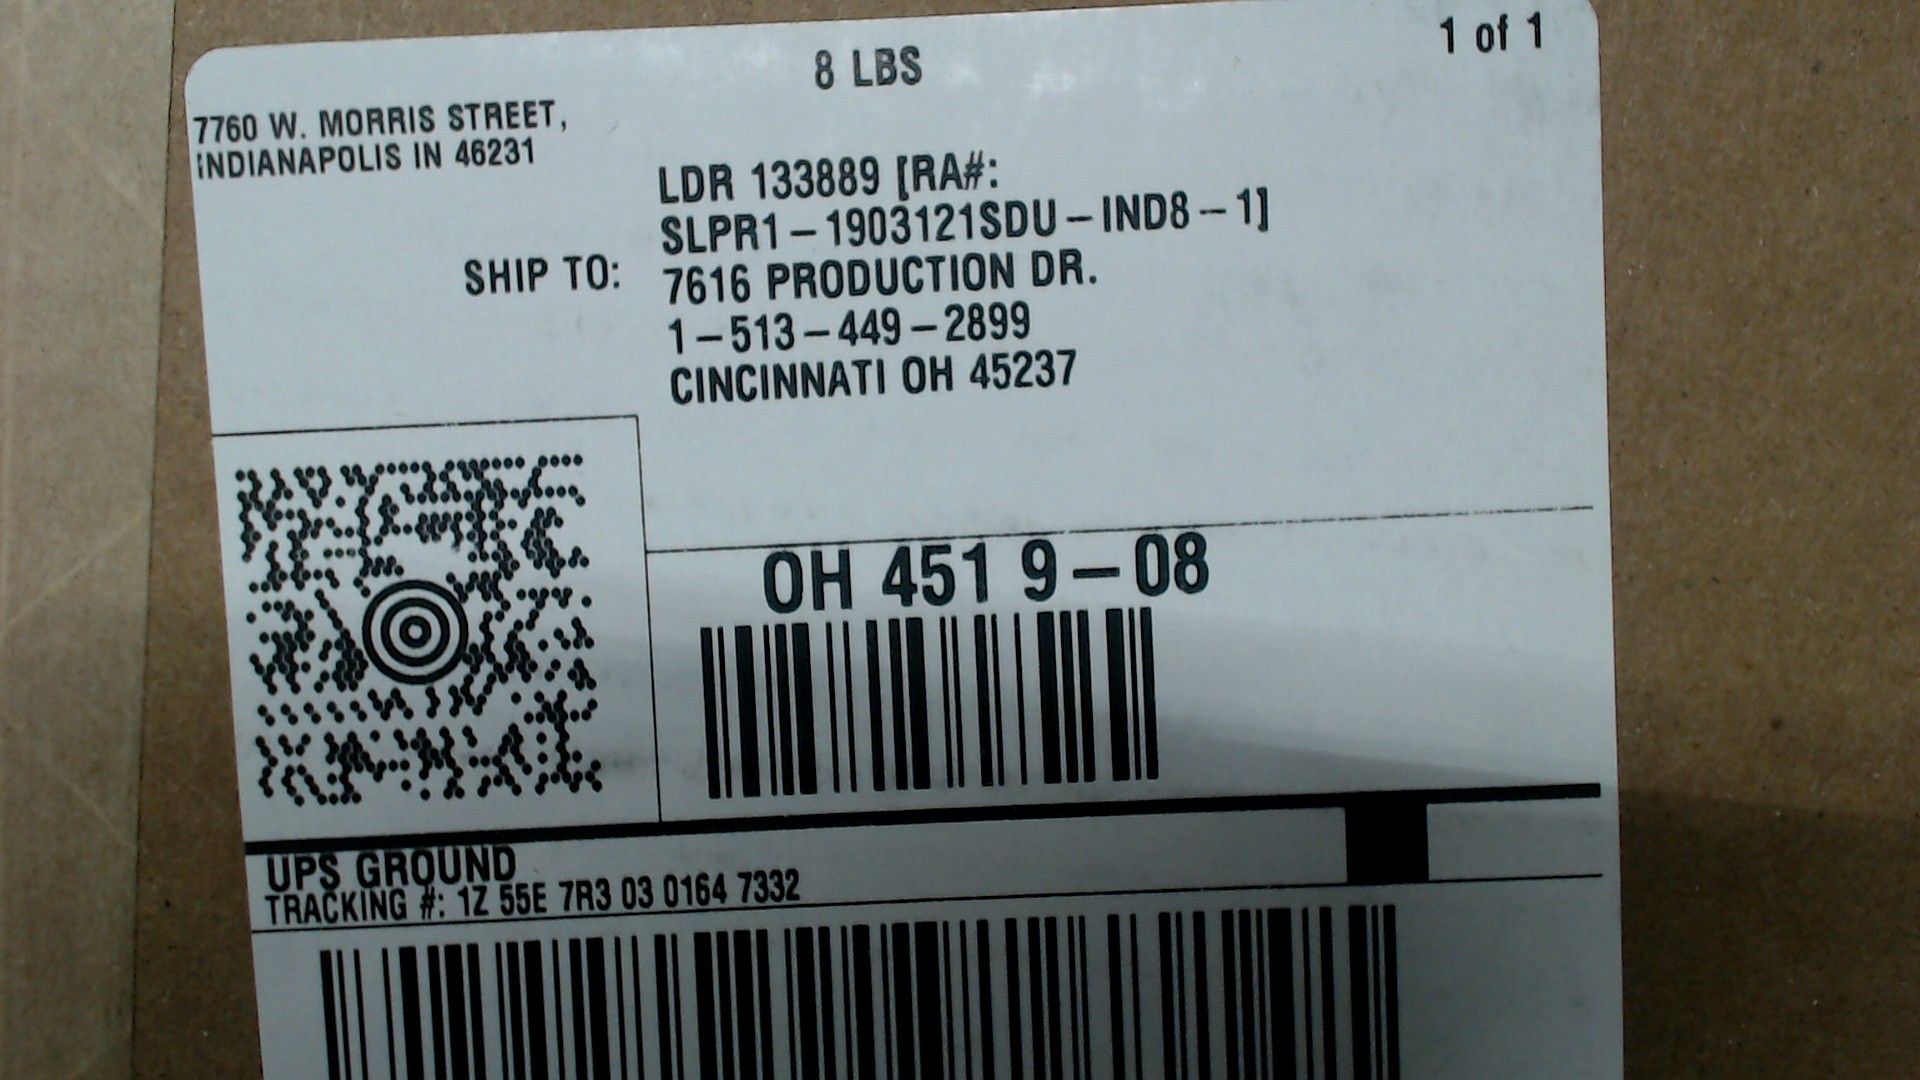 1 of 1
8 LBS
7760 W. MORRIS STREET,
INDIANAPOLIS IN 46231
SHIP TO:
LDR 133889 [RA#:
SLPR1-1903121SDU-IND8-1]
7616 PRODUCTION DR.
1-513-449-2899
CINCINNATI OH 45237
OH 451 9-08
UPS GROUND
TRACKING #: 1Z 55E 7R3 03 0164 7332